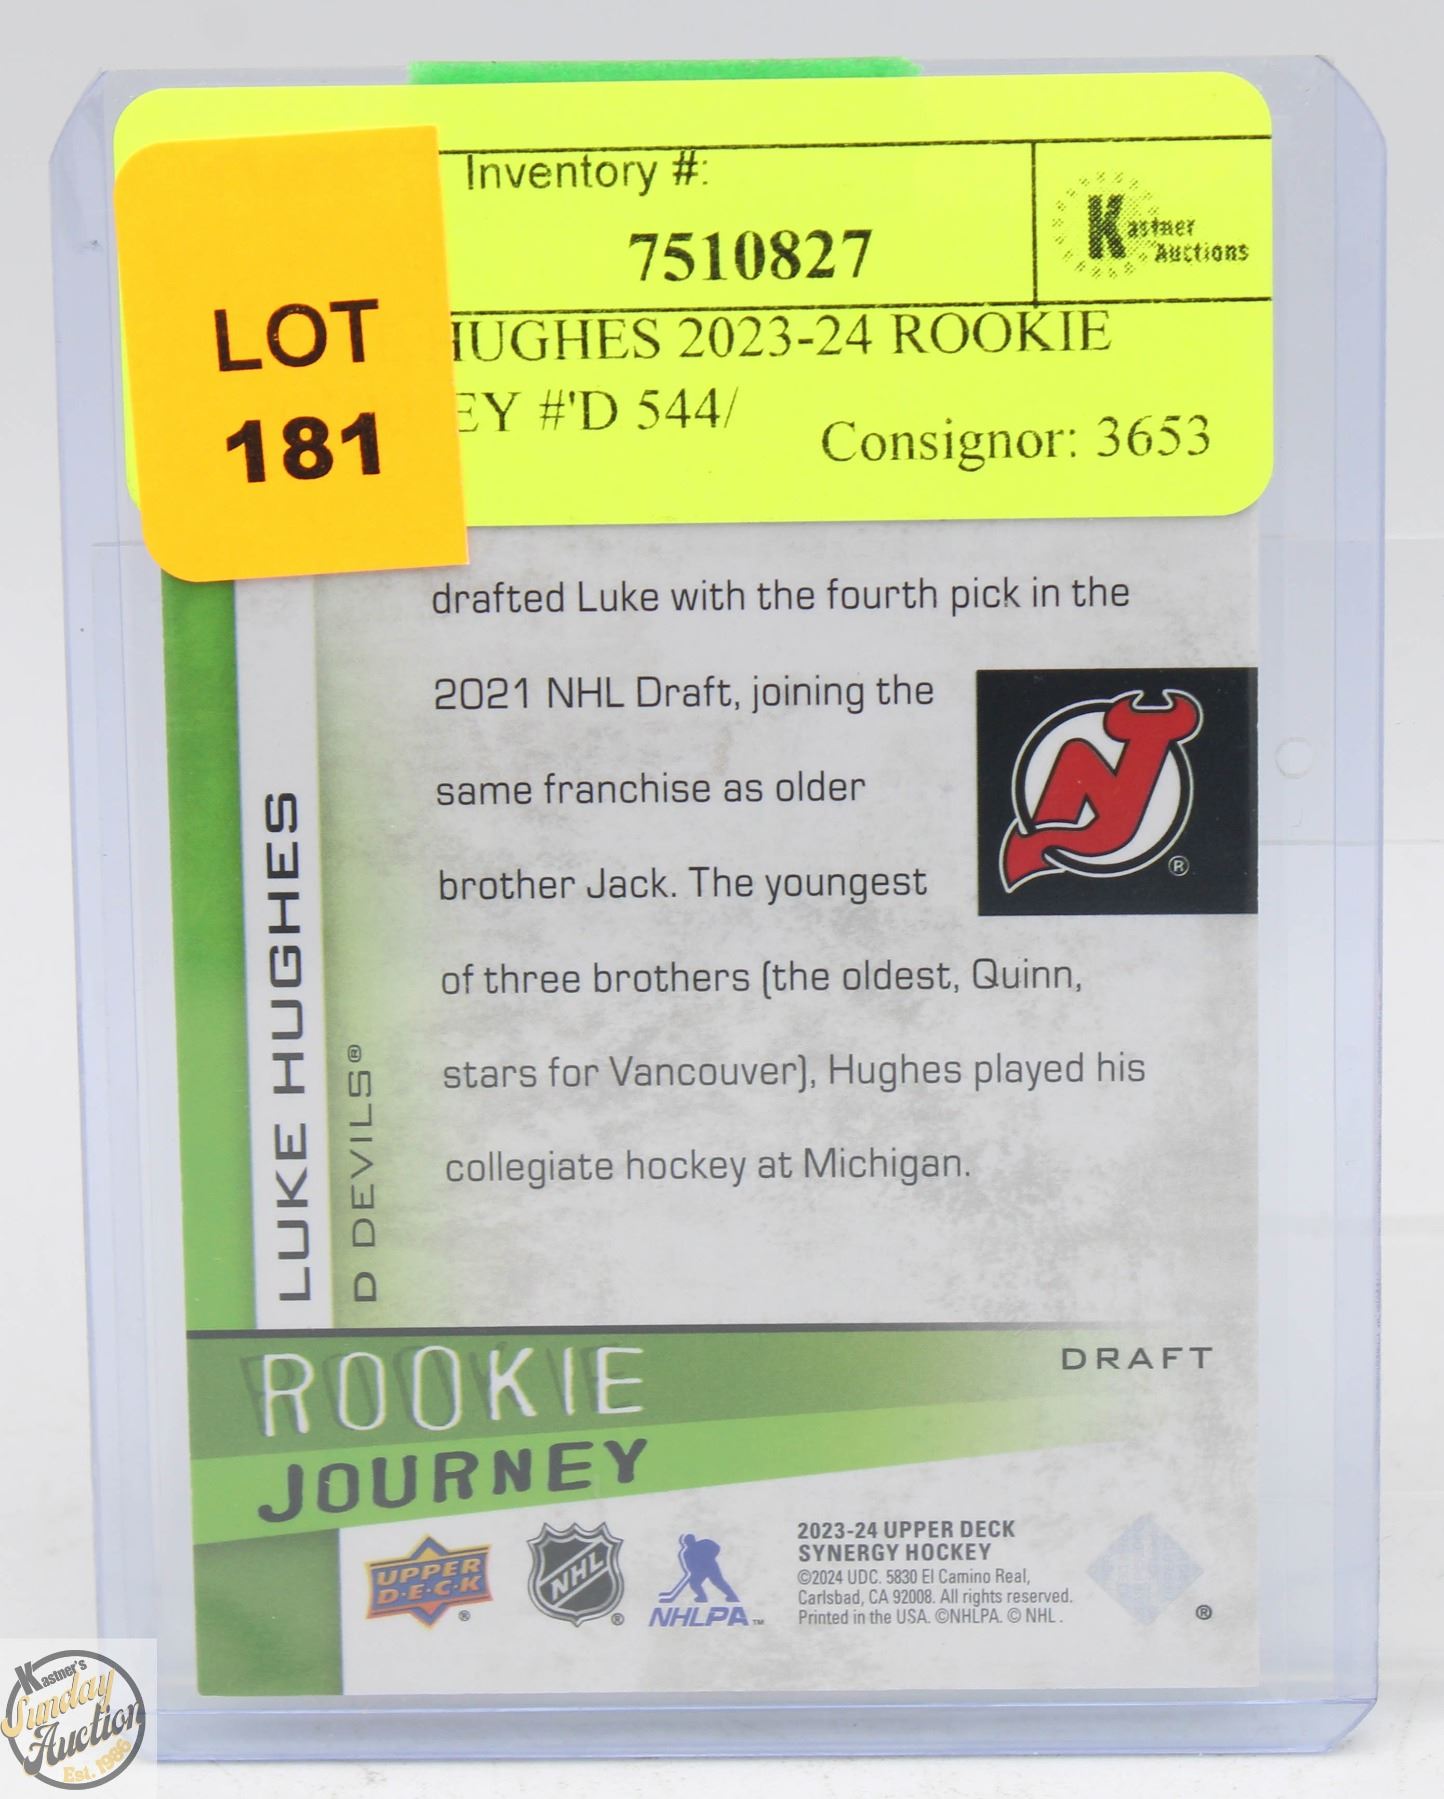 Inventory #:
7510827
Kastner
Auctions
LOT
181
HUGHES 2023-24 ROOKIE
EY #'D 544/
Consignor: 3653
drafted Luke with the fourth pick in the
2021 NHL Draft, joining the
same franchise as older
brother Jack. The youngest
of three brothers (the oldest, Quinn,
stars for Vancouver), Hughes played his
collegiate hockey at Michigan.
®
LUKE HUGHES
D DEVILS®
ROOKIE
JOURNEY
DRAFT
UPPER
D·E·C·K
®
NHL
®
NHLPA™
2023-24 UPPER DECK
SYNERGY HOCKEY
©2024 UDC. 5830 El Camino Real,
Carlsbad, CA 92008. All rights reserved.
Printed in the USA. ©NHLPA. © NHL.
®
Kastner's
Sunday
Auction
Est. 1986